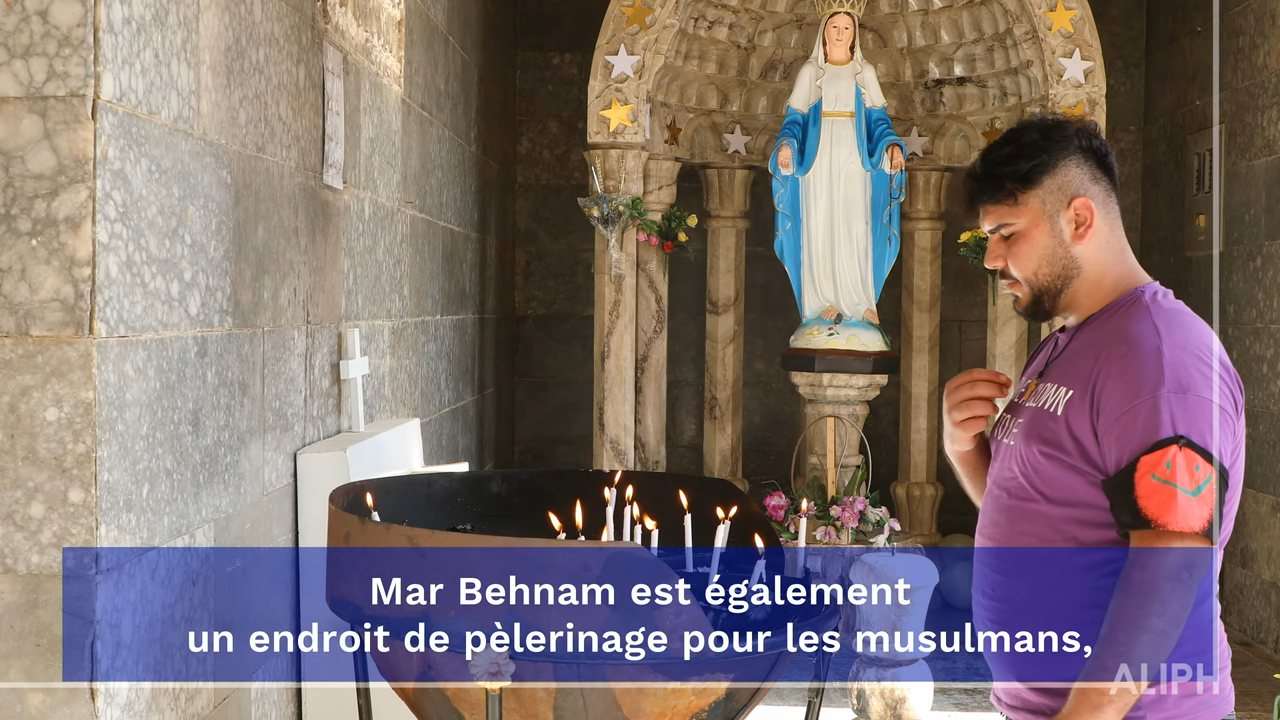 Mar Behnam est également
un endroit de pèlerinage pour les musulmans,
ALIPH